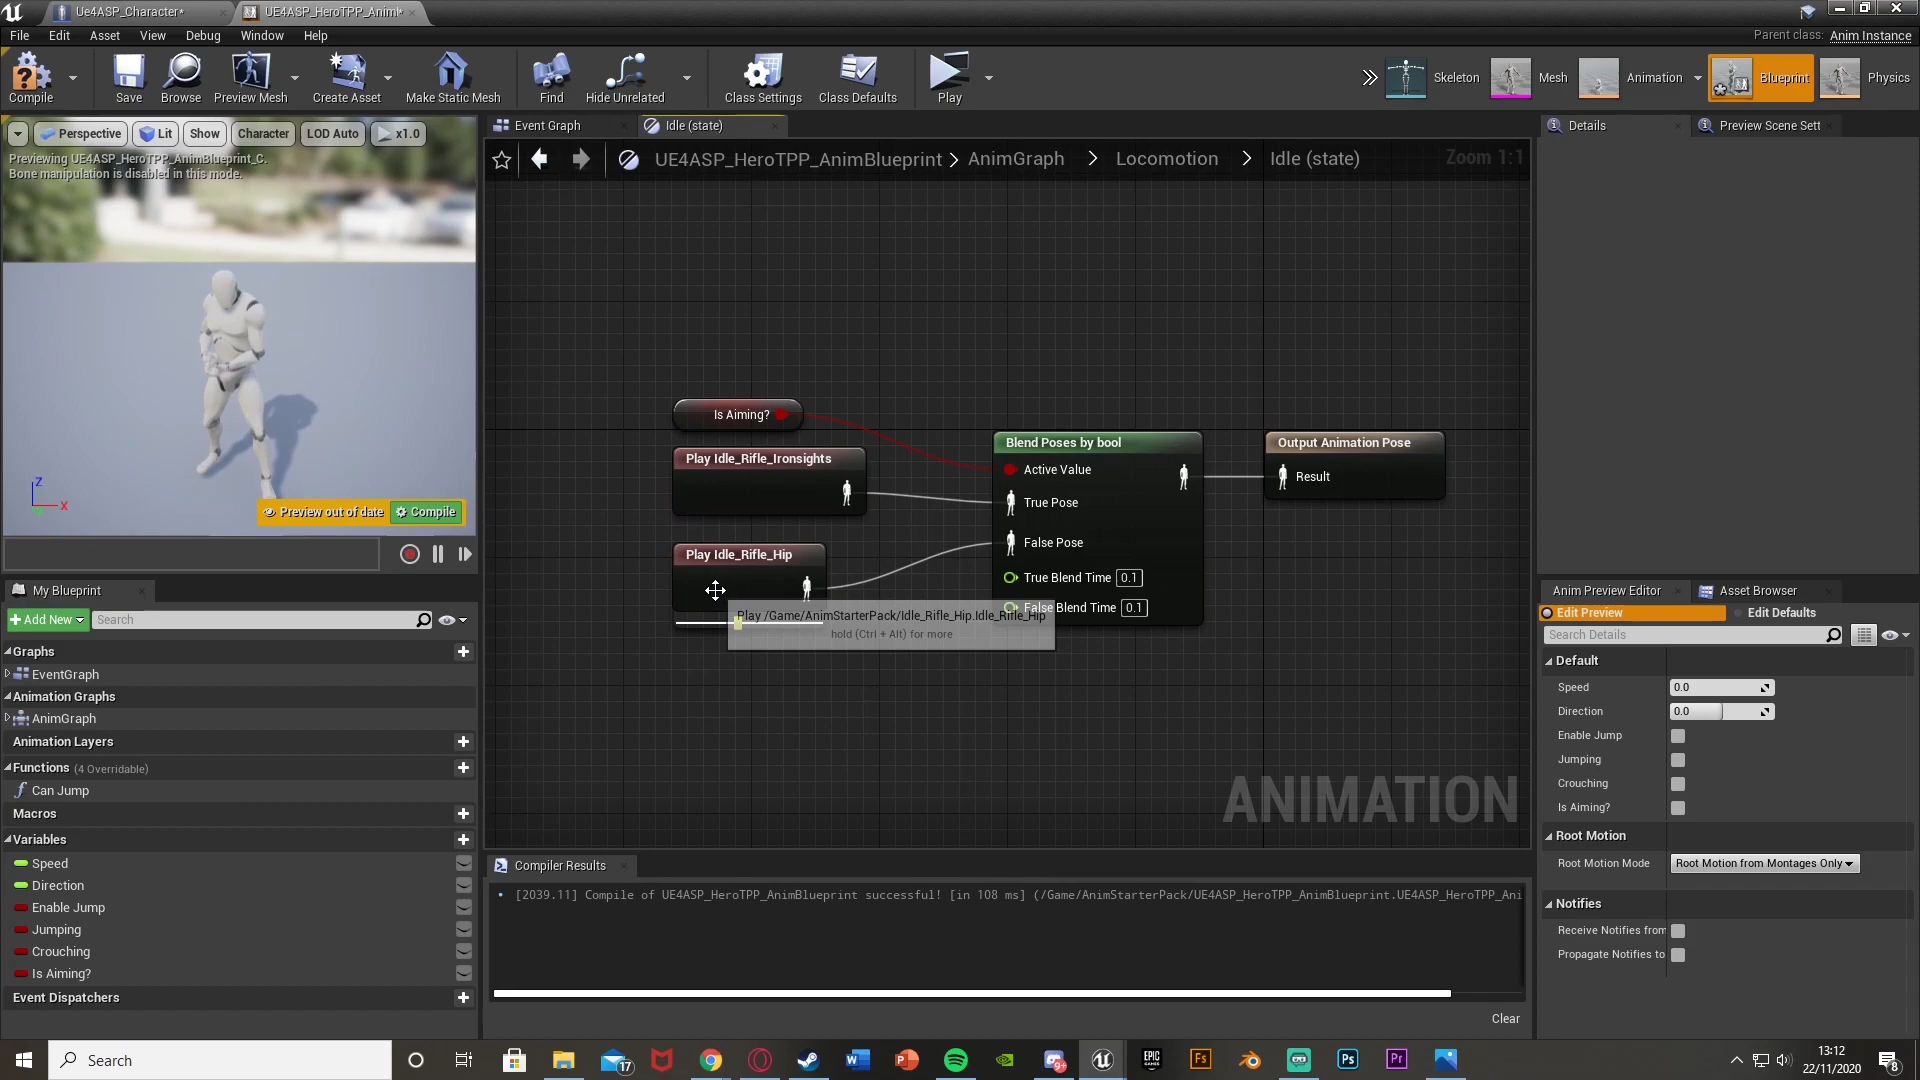 Ue4ASP_Character*
UE4ASP_HeroTPP_AnimI*
File Edit Asset View Debug Window Help
Parent class: Anim Instance
Compile
Save
Browse
Preview Mesh
Create Asset
Make Static Mesh
Find
Hide Unrelated
Class Settings
Class Defaults
Play
Skeleton
Mesh
Animation
Blueprint
Physics
Perspective Lit Show Character LOD Auto x1.0
Previewing UE4ASP_HeroTPP_AnimBlueprint_C.
Bone manipulation is disabled in this mode.
Z
X
Preview out of date Compile
Event Graph
Idle (state)
UE4ASP_HeroTPP_AnimBlueprint > AnimGraph > Locomotion > Idle (state)
Zoom 1:1
Is Aiming?
Play Idle_Rifle_Ironsights
Play Idle_Rifle_Hip
Blend Poses by bool
Active Value
True Pose
False Pose
True Blend Time 0.1
False Blend Time 0.1
Output Animation Pose
Result
Play /Game/AnimStarterPack/Idle_Rifle_Hip.Idle_Rifle_Hip
hold (Ctrl + Alt) for more
ANIMATION
My Blueprint
Add New
Search
Graphs
EventGraph
Animation Graphs
AnimGraph
Animation Layers
Functions (4 Overridable)
Can Jump
Macros
Variables
Speed
Direction
Enable Jump
Jumping
Crouching
Is Aiming?
Event Dispatchers
Compiler Results
[2039.11] Compile of UE4ASP_HeroTPP_AnimBlueprint successful! [in 108 ms] (/Game/AnimStarterPack/UE4ASP_HeroTPP_AnimBlueprint.UE4ASP_HeroTPP_Ani
Clear
Details
Preview Scene Sett
Anim Preview Editor
Asset Browser
Edit Preview
Edit Defaults
Search Details
Default
Speed 0.0
Direction 0.0
Enable Jump
Jumping
Crouching
Is Aiming?
Root Motion
Root Motion Mode Root Motion from Montages Only
Notifies
Receive Notifies from
Propagate Notifies to
Search
17
W
P
9+
EPIC GAMES
Fs
Ps
Pr
13:12
22/11/2020
8